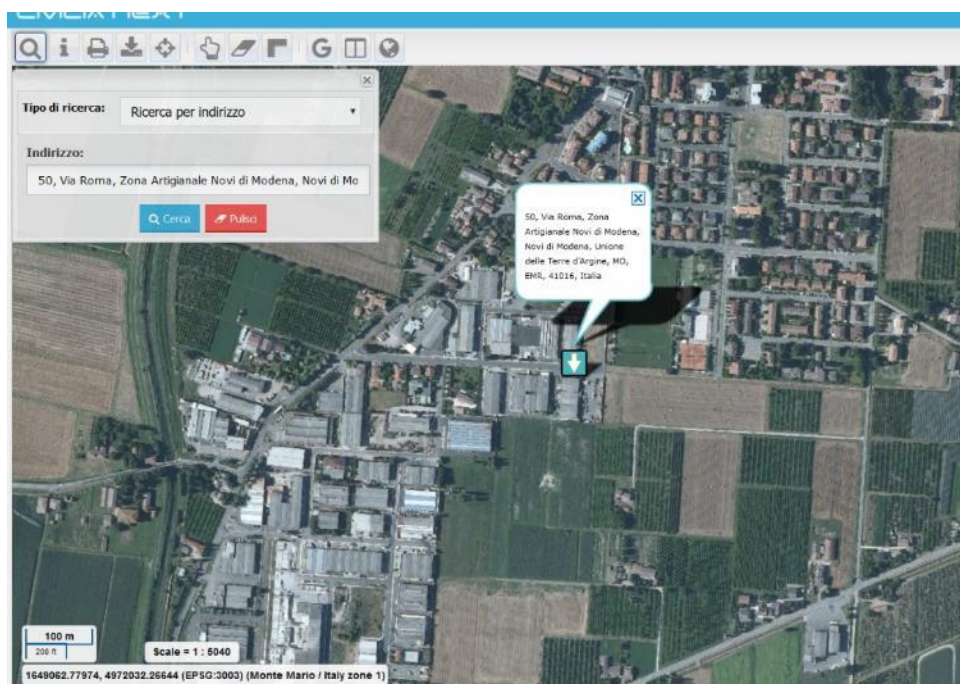 G
Tipo di ricerca:
Ricerca per indirizzo
Indirizzo:
50, Via Roma, Zona Artigianale Novi di Modena, Novi di Mo
Cerca
Pulisci
50, Via Roma, Zona
Artigianale Novi di Modena,
Novi di Modena, Unione
delle Terre d'Argine, MO,
EMR, 41016, Italia
100 m
200 ft
Scale = 1 : 5040
1649062.77974, 4972032.26644 (EPSG:3003) (Monte Mario / Italy zone 1)